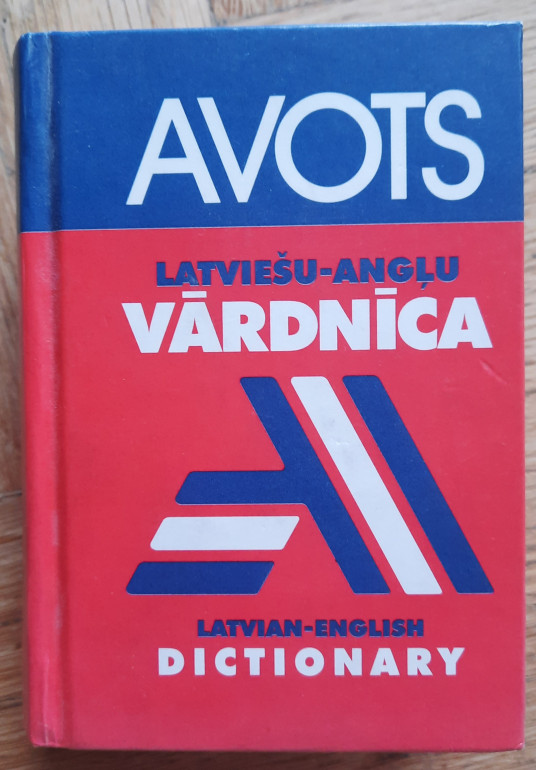 AVOTS
LATVIEŠU-ANGĻU
VĀRDNĪCA
LATVIAN-ENGLISH
DICTIONARY